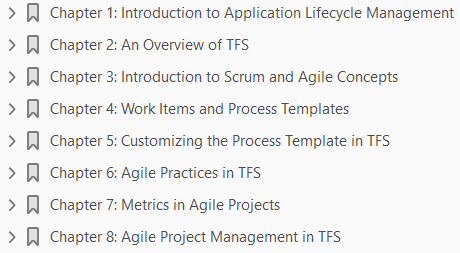 Chapter 1: Introduction to Application Lifecycle Management
Chapter 2: An Overview of TFS
Chapter 3: Introduction to Scrum and Agile Concepts
Chapter 4: Work Items and Process Templates
Chapter 5: Customizing the Process Template in TFS
Chapter 6: Agile Practices in TFS
Chapter 7: Metrics in Agile Projects
Chapter 8: Agile Project Management in TFS